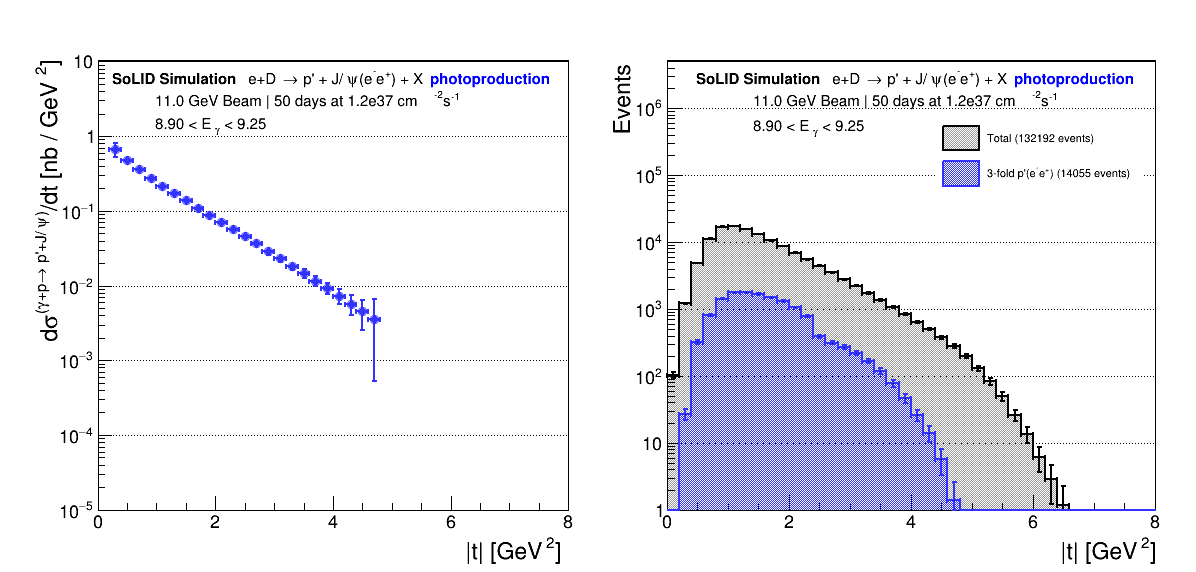 SoLID Simulation e+D → p' + J/ ψ(e⁻e⁺) + X photoproduction
11.0 GeV Beam | 50 days at 1.2e37 cm ⁻²s⁻¹
8.90 < E_γ < 9.25
dσ(γ+p→ p'+J/ψ)/dt [nb / GeV²]
10
1
10⁻¹
10⁻²
10⁻³
10⁻⁴
10⁻⁵
0 2 4 6 8
|t| [GeV²]
SoLID Simulation e+D → p' + J/ ψ(e⁻e⁺) + X photoproduction
11.0 GeV Beam | 50 days at 1.2e37 cm ⁻²s⁻¹
8.90 < E_γ < 9.25
Total (132192 events)
3-fold p'(e⁻e⁺) (14055 events)
Events
10⁶
10⁵
10⁴
10³
10²
10
1
0 2 4 6 8
|t| [GeV²]